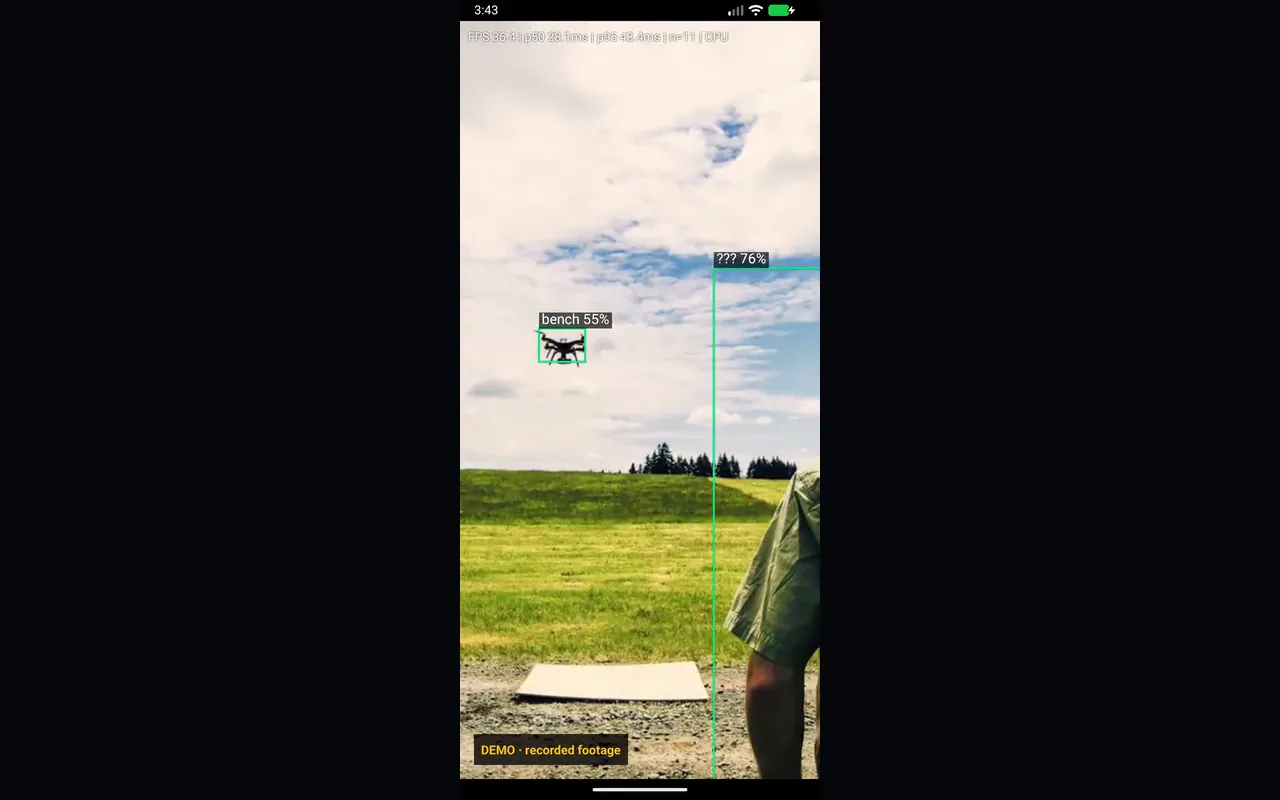 3:43
FPS 36.4 | p50 28.1ms | p95 43.4ms | n=11 | CPU
??? 76%
bench 55%
DEMO · recorded footage